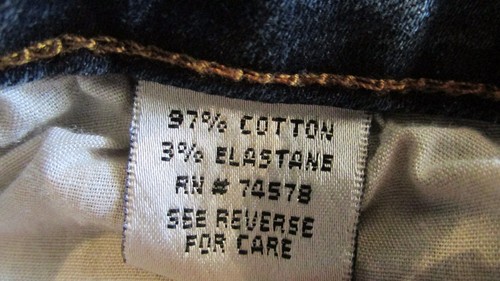 97% COTTON
3% ELASTANE
RN # 74578
SEE REVERSE
FOR CARE